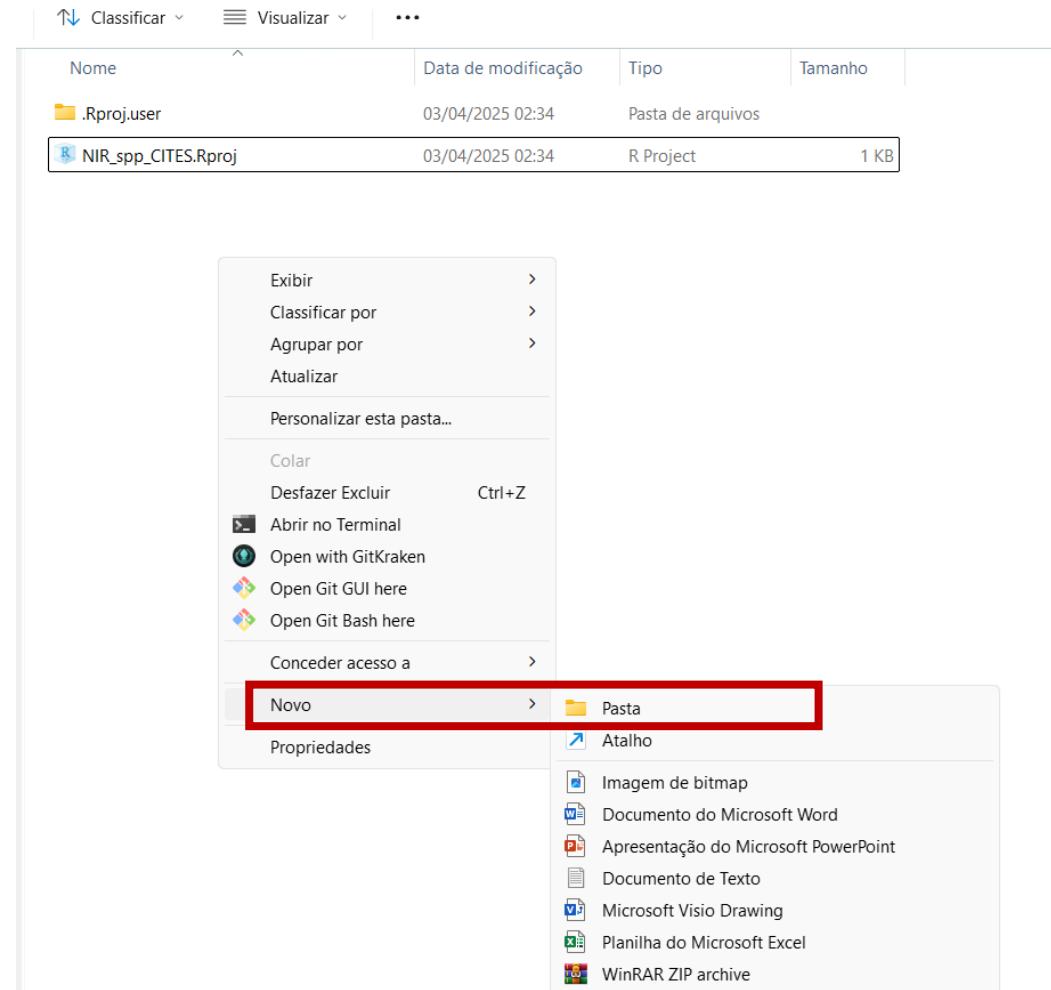 Classificar Visualizar •••
Nome Data de modificação Tipo Tamanho
.Rproj.user 03/04/2025 02:34 Pasta de arquivos
NIR_spp_CITES.Rproj 03/04/2025 02:34 R Project 1 KB
Exibir
Classificar por
Agrupar por
Atualizar
Personalizar esta pasta...
Colar
Desfazer Excluir Ctrl+Z
Abrir no Terminal
Open with GitKraken
Open Git GUI here
Open Git Bash here
Conceder acesso a
Novo
Propriedades
Pasta
Atalho
Imagem de bitmap
Documento do Microsoft Word
Apresentação do Microsoft PowerPoint
Documento de Texto
Microsoft Visio Drawing
Planilha do Microsoft Excel
WinRAR ZIP archive